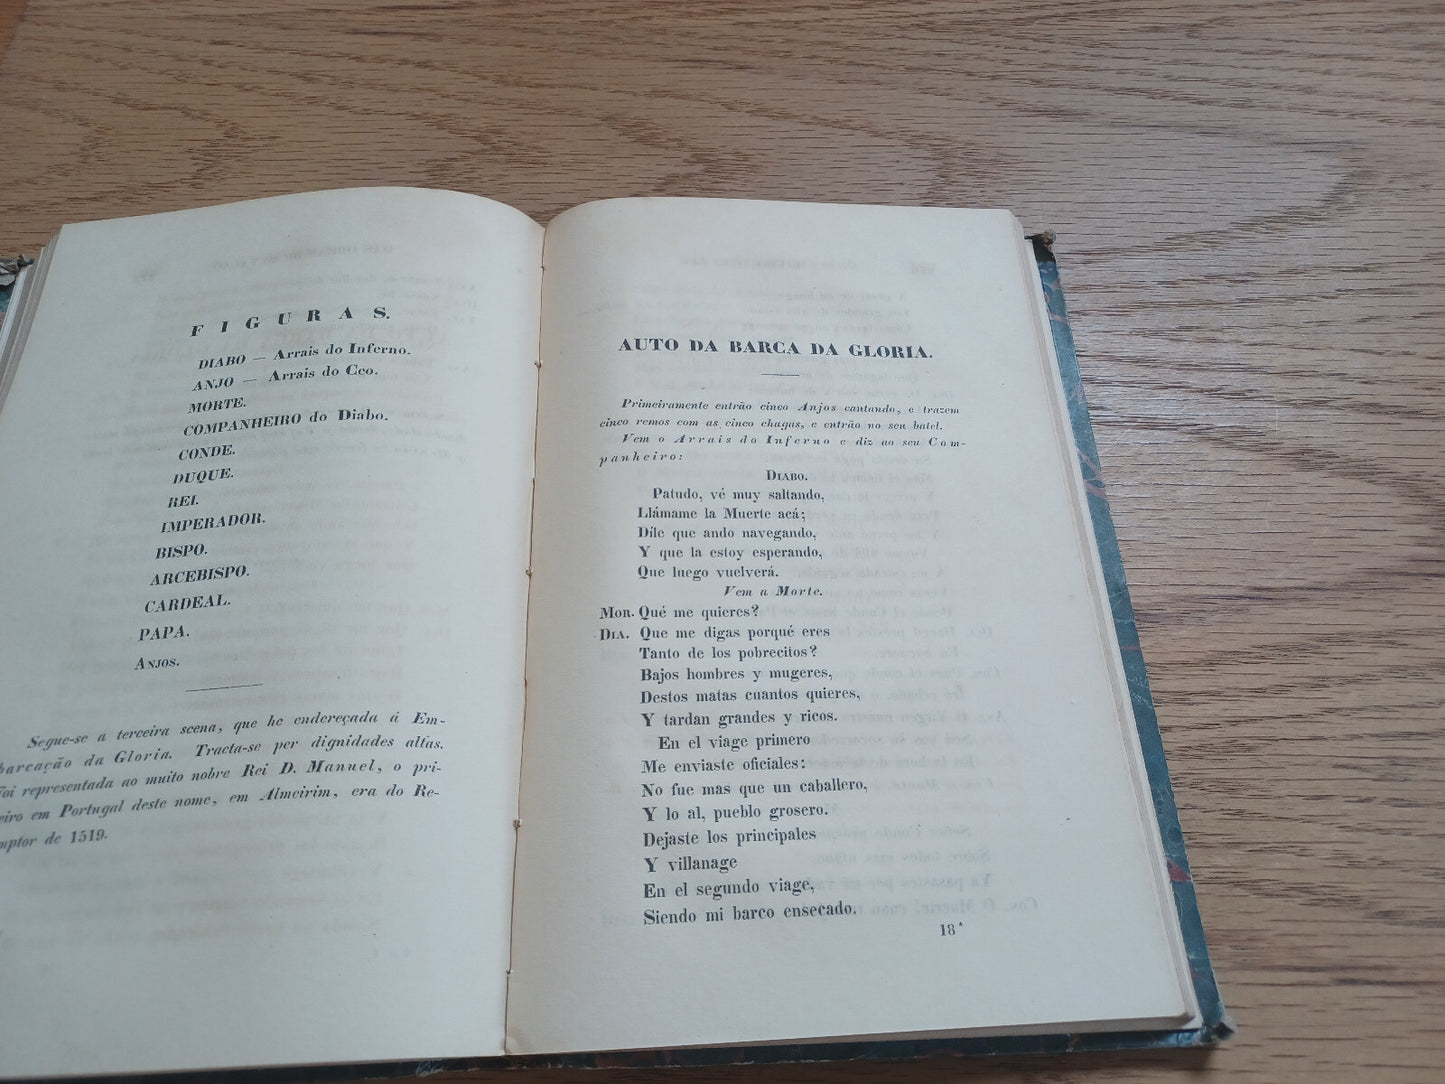 FIGURAS.
DIABO — Arrais do Inferno.
ANJO — Arrais do Ceo.
MORTE.
COMPANHEIRO do Diabo.
CONDE.
DUQUE.
REI.
IMPERADOR.
BISPO.
ARCEBISPO.
CARDEAL.
PAPA.
ANJOS.
Segue-se a terceira scena, que he endereçada á Em-
barcação da Gloria. Tracta-se per dignidades altas.
Foi representada ao muito nobre Rei D. Manuel, o pri-
eiro em Portugal deste nome, em Almeirim, era do Re-
mptor de 1519.
AUTO DA BARCA DA GLORIA.
Primeiramente entrão cinco Anjos cantando, e trazem
cinco remos com as cinco chagas, e entrão no seu batel.
Vem o Arrais do Inferno e diz ao seu Com-
panheiro:
DIABO.
Patudo, vé muy saltando,
Llámame la Muerte acá;
Dile que ando navegando,
Y que la estoy esperando,
Que luego vuelverá.
Vem a Morte.
MOR. Qué me quieres?
DIA. Que me digas porqué eres
Tanto de los pobrecitos?
Bajos hombres y mugeres,
Destos matas cuantos quieres,
Y tardan grandes y ricos.
En el viage primero
Me enviaste oficiales:
No fue mas que un caballero,
Y lo al, pueblo grosero.
Dejaste los principales
Y villanage
En el segundo viage,
Siendo mi barco ensecado.
18*